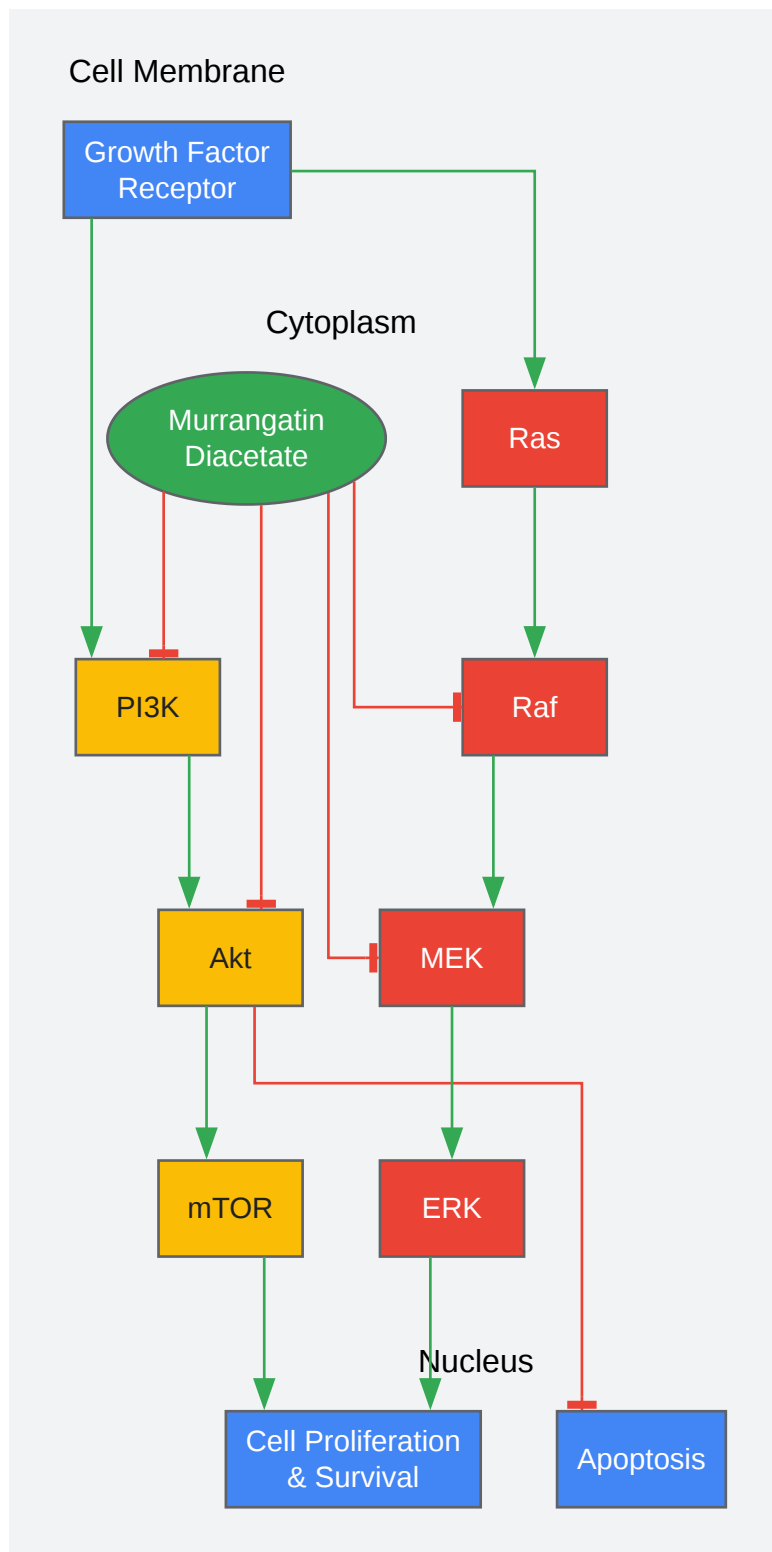 Cell Membrane
Growth Factor
Receptor
Cytoplasm
Murrangatin
Diacetate
Ras
PI3K
Raf
Akt
MEK
mTOR
ERK
Nucleus
Cell Proliferation
& Survival
Apoptosis